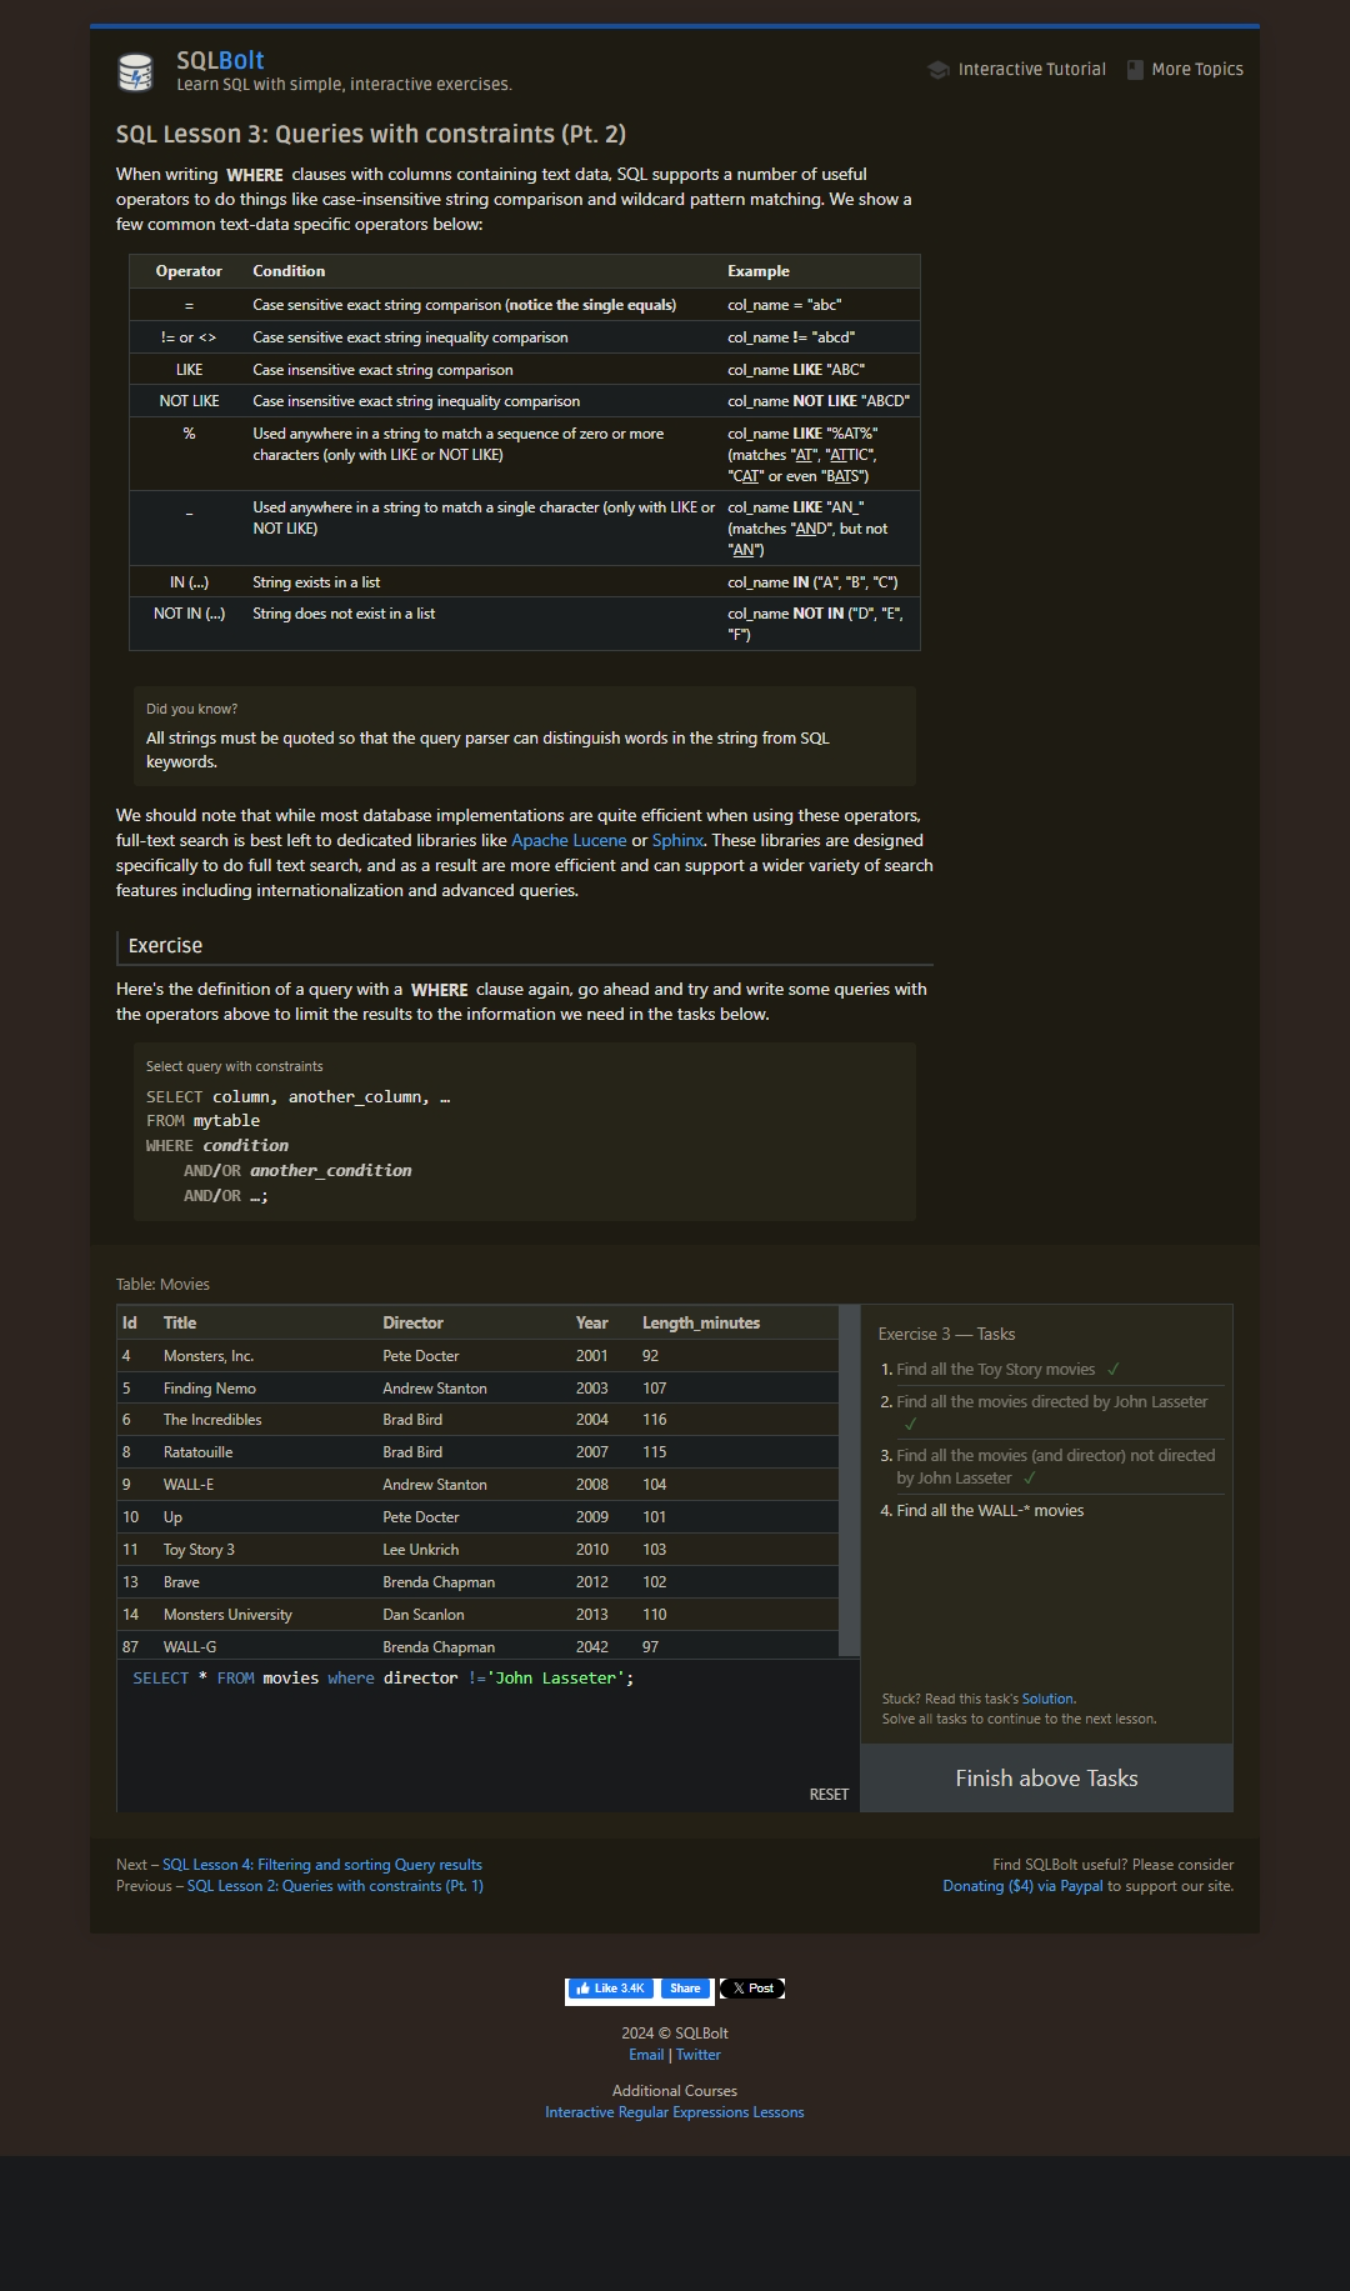 SQLBolt
Learn SQL with simple, interactive exercises.
Interactive Tutorial
More Topics
SQL Lesson 3: Queries with constraints (Pt. 2)
When writing WHERE clauses with columns containing text data, SQL supports a number of useful
operators to do things like case-insensitive string comparison and wildcard pattern matching. We show a
few common text-data specific operators below:
Operator Condition Example
= Case sensitive exact string comparison (notice the single equals) col_name = "abc"
!= or <> Case sensitive exact string inequality comparison col_name != "abcd"
LIKE Case insensitive exact string comparison col_name LIKE "ABC"
NOT LIKE Case insensitive exact string inequality comparison col_name NOT LIKE "ABCD"
% Used anywhere in a string to match a sequence of zero or more col_name LIKE "%AT%"
characters (only with LIKE or NOT LIKE) (matches "AT", "ATTIC",
"CAT" or even "BATS")
_ Used anywhere in a string to match a single character (only with LIKE or col_name LIKE "AN_"
NOT LIKE) (matches "AND", but not
"AN")
IN (...) String exists in a list col_name IN ("A", "B", "C")
NOT IN (...) String does not exist in a list col_name NOT IN ("D", "E",
"F")
Did you know?
All strings must be quoted so that the query parser can distinguish words in the string from SQL
keywords.
We should note that while most database implementations are quite efficient when using these operators,
full-text search is best left to dedicated libraries like Apache Lucene or Sphinx. These libraries are designed
specifically to do full text search, and as a result are more efficient and can support a wider variety of search
features including internationalization and advanced queries.
Exercise
Here's the definition of a query with a WHERE clause again, go ahead and try and write some queries with
the operators above to limit the results to the information we need in the tasks below.
Select query with constraints
SELECT column, another_column, …
FROM mytable
WHERE condition
AND/OR another_condition
AND/OR …;
Table: Movies
Id Title Director Year Length_minutes
4 Monsters, Inc. Pete Docter 2001 92
5 Finding Nemo Andrew Stanton 2003 107
6 The Incredibles Brad Bird 2004 116
8 Ratatouille Brad Bird 2007 115
9 WALL-E Andrew Stanton 2008 104
10 Up Pete Docter 2009 101
11 Toy Story 3 Lee Unkrich 2010 103
13 Brave Brenda Chapman 2012 102
14 Monsters University Dan Scanlon 2013 110
87 WALL-G Brenda Chapman 2042 97
SELECT * FROM movies where director !='John Lasseter';
RESET
Exercise 3 — Tasks
1. Find all the Toy Story movies ✓
2. Find all the movies directed by John Lasseter
✓
3. Find all the movies (and director) not directed
by John Lasseter ✓
4. Find all the WALL-* movies
Stuck? Read this task's Solution.
Solve all tasks to continue to the next lesson.
Finish above Tasks
Next – SQL Lesson 4: Filtering and sorting Query results
Previous – SQL Lesson 2: Queries with constraints (Pt. 1)
Find SQLBolt useful? Please consider
Donating ($4) via Paypal to support our site.
Like 3.4K Share X Post
2024 © SQLBolt
Email | Twitter
Additional Courses
Interactive Regular Expressions Lessons